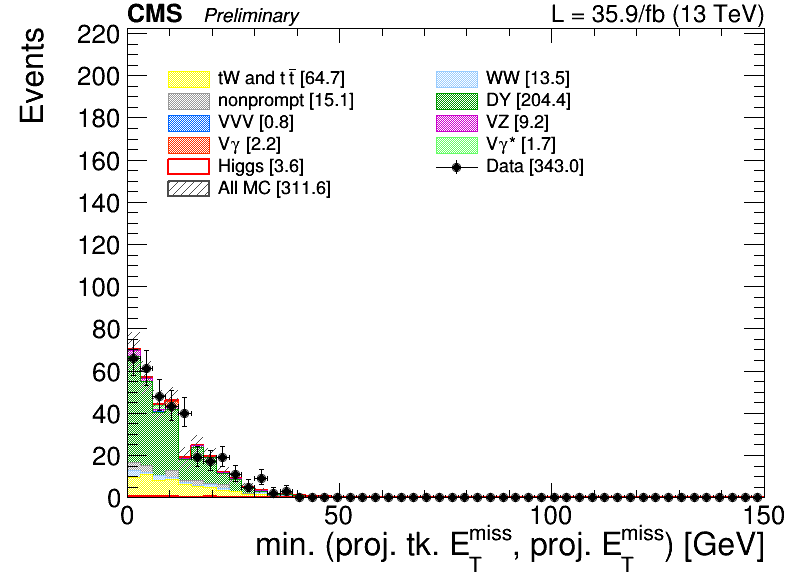 CMS Preliminary L = 35.9/fb (13 TeV)
Events
220
200
180
160
140
120
100
80
60
40
20
0
tW and t t̄ [64.7] WW [13.5]
nonprompt [15.1] DY [204.4]
VVV [0.8] VZ [9.2]
Vγ [2.2] Vγ* [1.7]
Higgs [3.6] Data [343.0]
All MC [311.6]
0 50 100 150
min. (proj. tk. E_T^miss, proj. E_T^miss) [GeV]